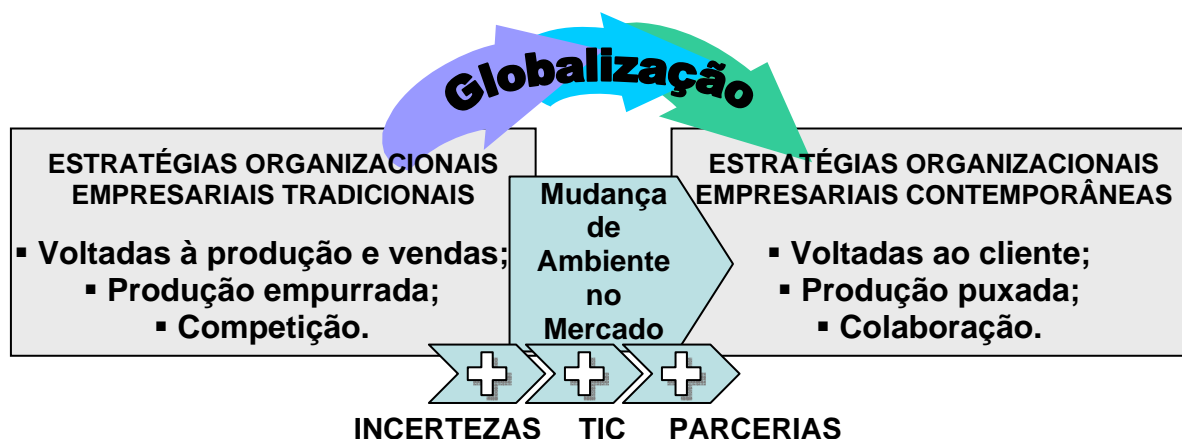 Globalização
ESTRATÉGIAS ORGANIZACIONAIS
EMPRESARIAIS TRADICIONAIS
▪ Voltadas à produção e vendas;
▪ Produção empurrada;
▪ Competição.
Mudança
de
Ambiente
no
Mercado
ESTRATÉGIAS ORGANIZACIONAIS
EMPRESARIAIS CONTEMPORÂNEAS
▪ Voltadas ao cliente;
▪ Produção puxada;
▪ Colaboração.
INCERTEZAS TIC PARCERIAS